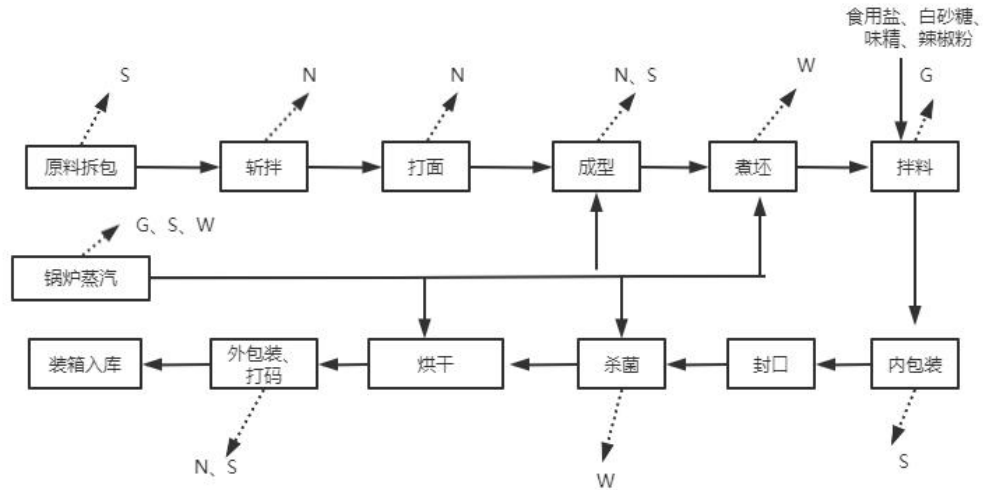 食用盐、白砂糖、
味精、辣椒粉
S
N
N
N、S
W
G
原料拆包
斩拌
打面
成型
煮坯
拌料
G、S、W
锅炉蒸汽
装箱入库
外包装、
打码
烘干
杀菌
封口
内包装
N、S
W
S